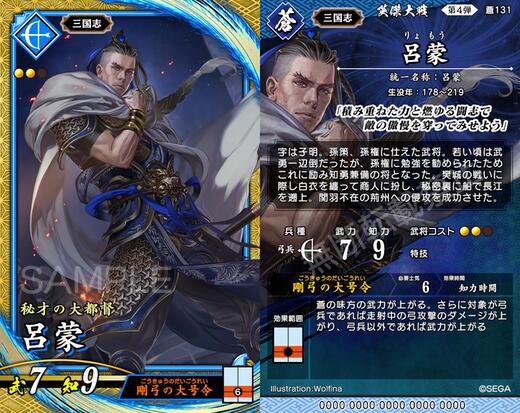 三国志
SAMPLE
秘才の大都督
呂蒙
武7 知9
ごうきゅうのだいごうれい
剛弓の大号令
6
蒼
三国志
英傑大戦
第4弾
蒼131
りょもう
呂蒙
統一名称:呂蒙
生没年:178～219
「積み重ねた力と燃ゆる闘志で
敵の傲慢を穿ってみせよう」
字は子明。孫策、孫権に仕えた武将。若い頃は武
勇一辺倒だったが、孫権に勉強を勧められたため
これに励み知勇兼備の将となった。樊城の戦いに
際し白衣を纏って商人に扮し、秘密裏に船で長江
を遡上。関羽不在の荊州への侵攻を成功させた。
兵種 武力 知力 武将コスト
弓兵 7 9 特技
ごうきゅうのだいごうれい 必要士気 効果時間
剛弓の大号令 6 知力時間
効果範囲
蒼の味方の武力が上がる。さらに対象が弓
兵であれば走射中の弓攻撃のダメージが上
がり、弓兵以外であれば武力が上がる
Illustration:Wolfina
©SEGA
0000 0000 0000 0000 0000